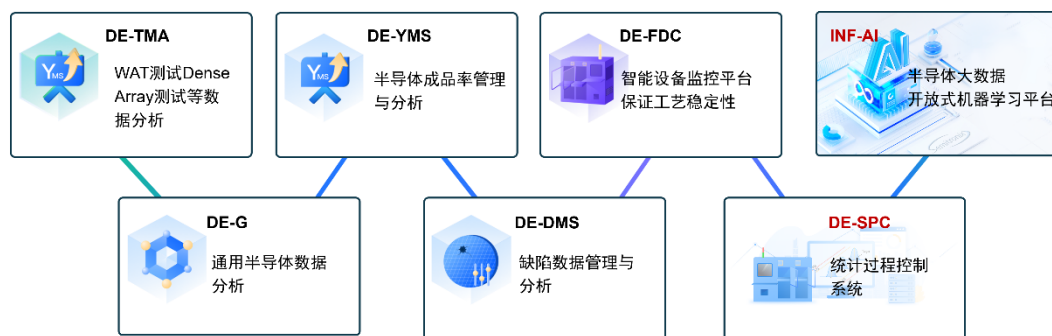 DE-TMA
WAT测试Dense
Array测试等数
据分析
DE-YMS
半导体成品率管理
与分析
DE-FDC
智能设备监控平台
保证工艺稳定性
INF-AI
半导体大数据
开放式机器学习平台
DE-G
通用半导体数据
分析
DE-DMS
缺陷数据管理与
分析
DE-SPC
统计过程控制
系统
YMS
YMS
AI